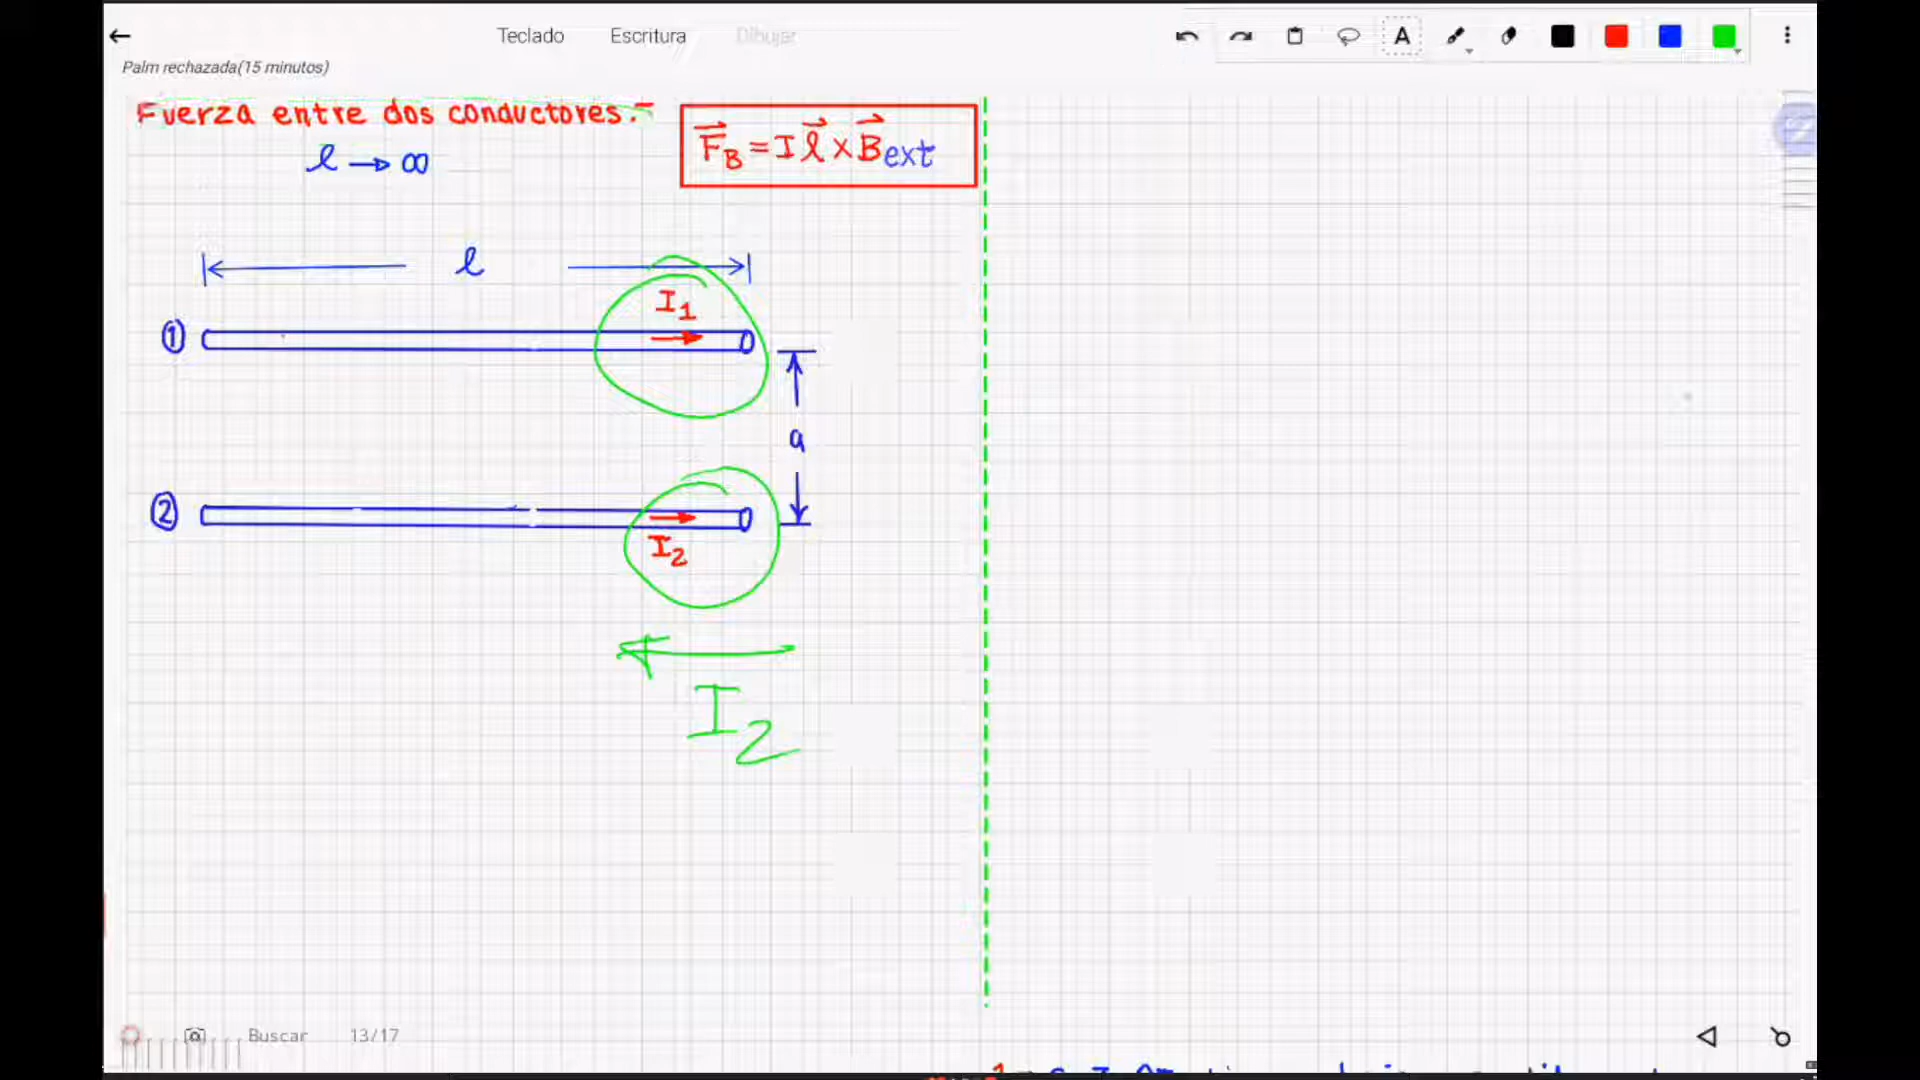 Teclado Escritura Dibujar
A
Palm rechazada(15 minutos)
Fuerza entre dos conductores.-
l → ∞
F_B = I l × B ext
l
I1
①
a
②
I2
I2
Buscar 13/17